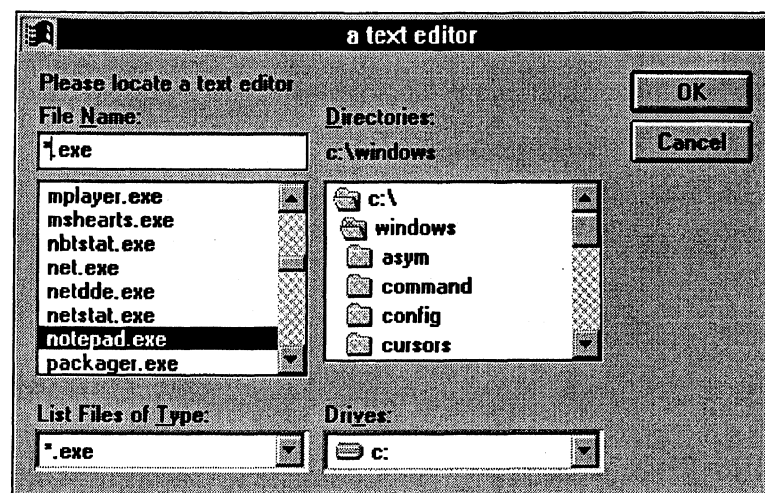 a text editor
Please locate a text editor
File Name:
*.exe
mplayer.exe
mshearts.exe
nbtstat.exe
net.exe
netdde.exe
netstat.exe
notepad.exe
packager.exe
List Files of Type:
*.exe
Directories:
c:\windows
c:\
windows
asym
command
config
cursors
Drives:
c:
OK
Cancel